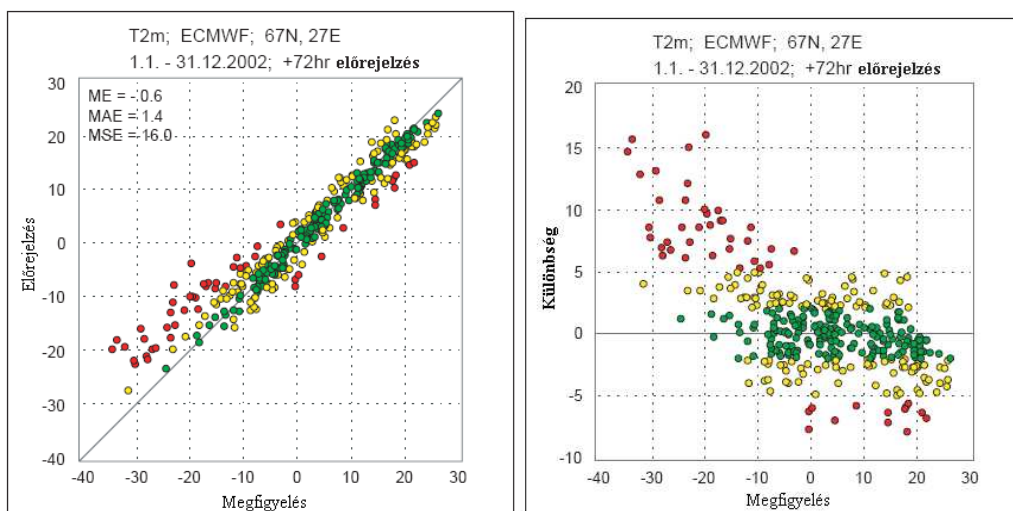 T2m; ECMWF; 67N, 27E
1.1. - 31.12.2002; +72hr előrejelzés
ME = - 0.6
MAE = 1.4
MSE = 16.0
30
20
10
0
-10
-20
-30
-40
Előrejelzés
-40 -30 -20 -10 0 10 20 30
Megfigyelés
T2m; ECMWF; 67N, 27E
1.1. - 31.12.2002; +72hr előrejelzés
20
15
10
5
0
-5
-10
Különbség
-40 -30 -20 -10 0 10 20 30
Megfigyelés